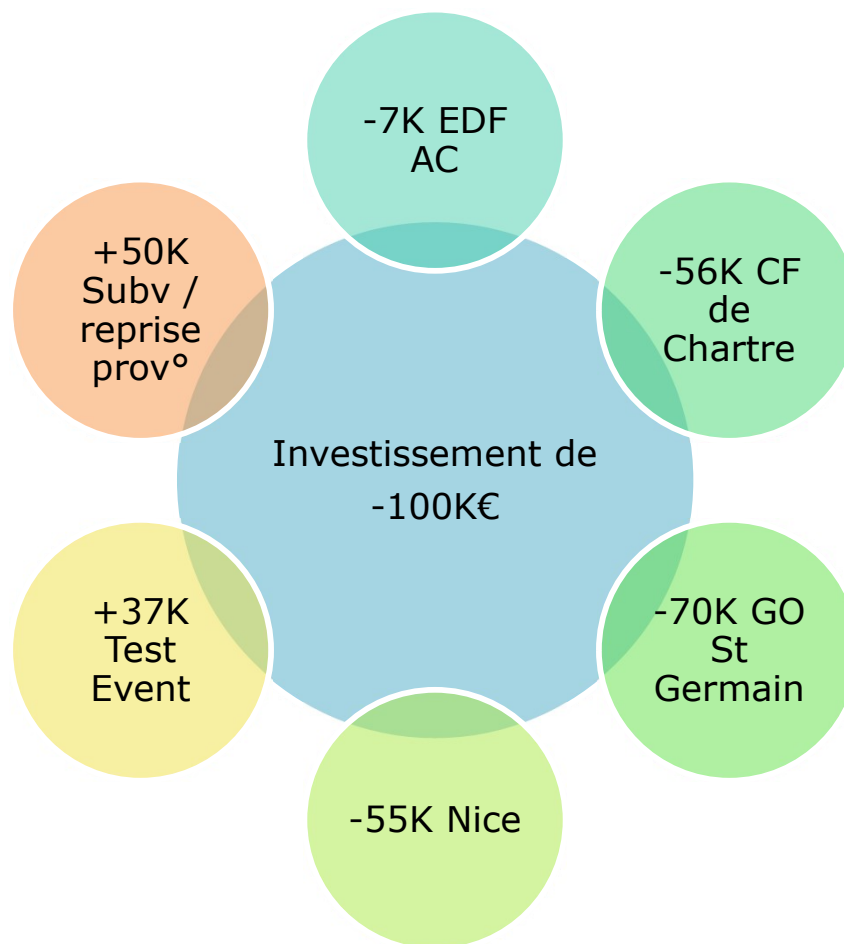 -7K EDF
AC
-56K CF
de
Chartre
-70K GO
St
Germain
-55K Nice
+37K
Test
Event
+50K
Subv /
reprise
prov°
Investissement de
-100K€